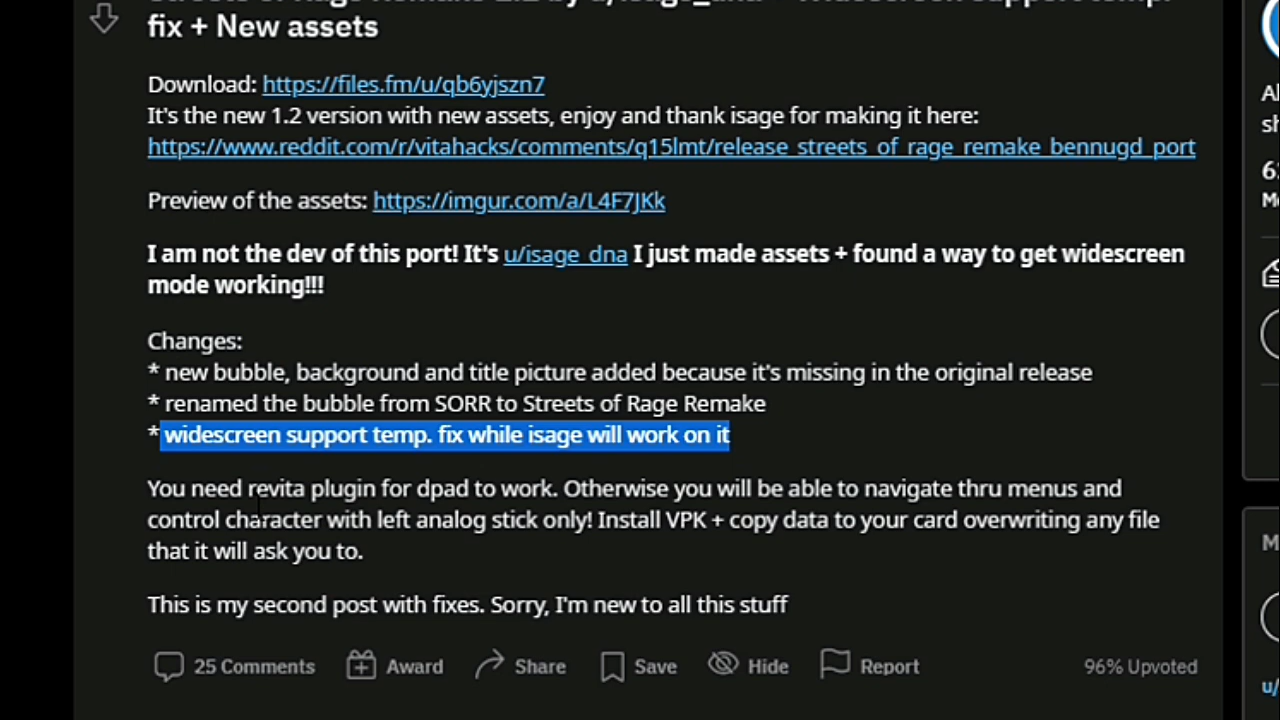 fix + New assets
Download: https://files.fm/u/qb6yjszn7
It's the new 1.2 version with new assets, enjoy and thank isage for making it here:
https://www.reddit.com/r/vitahacks/comments/q15lmt/release_streets_of_rage_remake_bennugd_port
Preview of the assets: https://imgur.com/a/L4F7JKk
I am not the dev of this port! It's u/isage_dna I just made assets + found a way to get widescreen
mode working!!!
Changes:
* new bubble, background and title picture added because it's missing in the original release
* renamed the bubble from SORR to Streets of Rage Remake
* widescreen support temp. fix while isage will work on it
You need revita plugin for dpad to work. Otherwise you will be able to navigate thru menus and
control character with left analog stick only! Install VPK + copy data to your card overwriting any file
that it will ask you to.
This is my second post with fixes. Sorry, I'm new to all this stuff
25 Comments Award Share Save Hide Report 96% Upvoted
u/